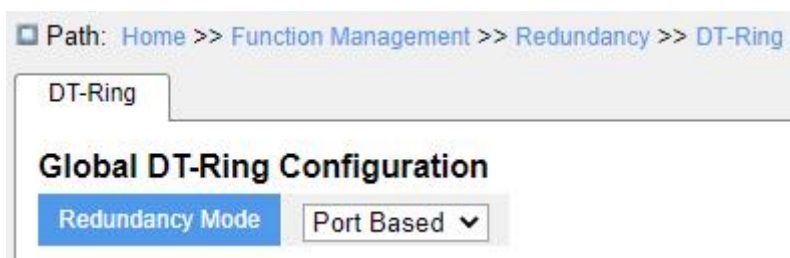 Path: Home >> Function Management >> Redundancy >> DT-Ring
DT-Ring
Global DT-Ring Configuration
Redundancy Mode Port Based